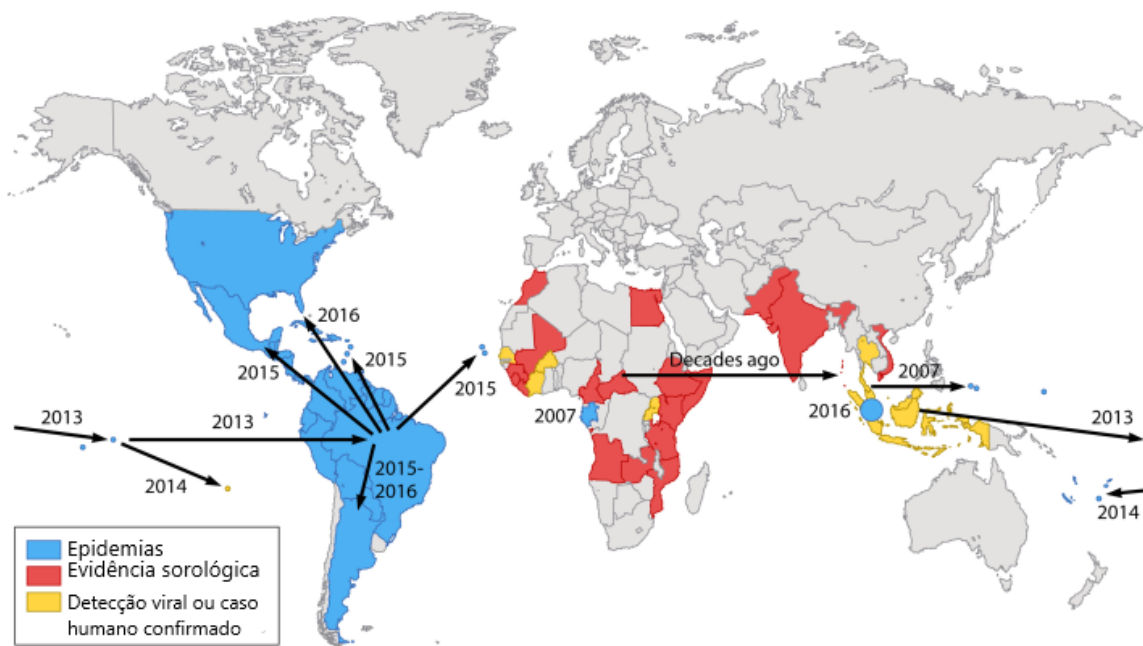 2016
2015
2015
2015
2007
Decades ago
2007
2016
2013
2013
2013
2014
2015-
2016
2014
Epidemias
Evidência sorológica
Detecção viral ou caso
humano confirmado